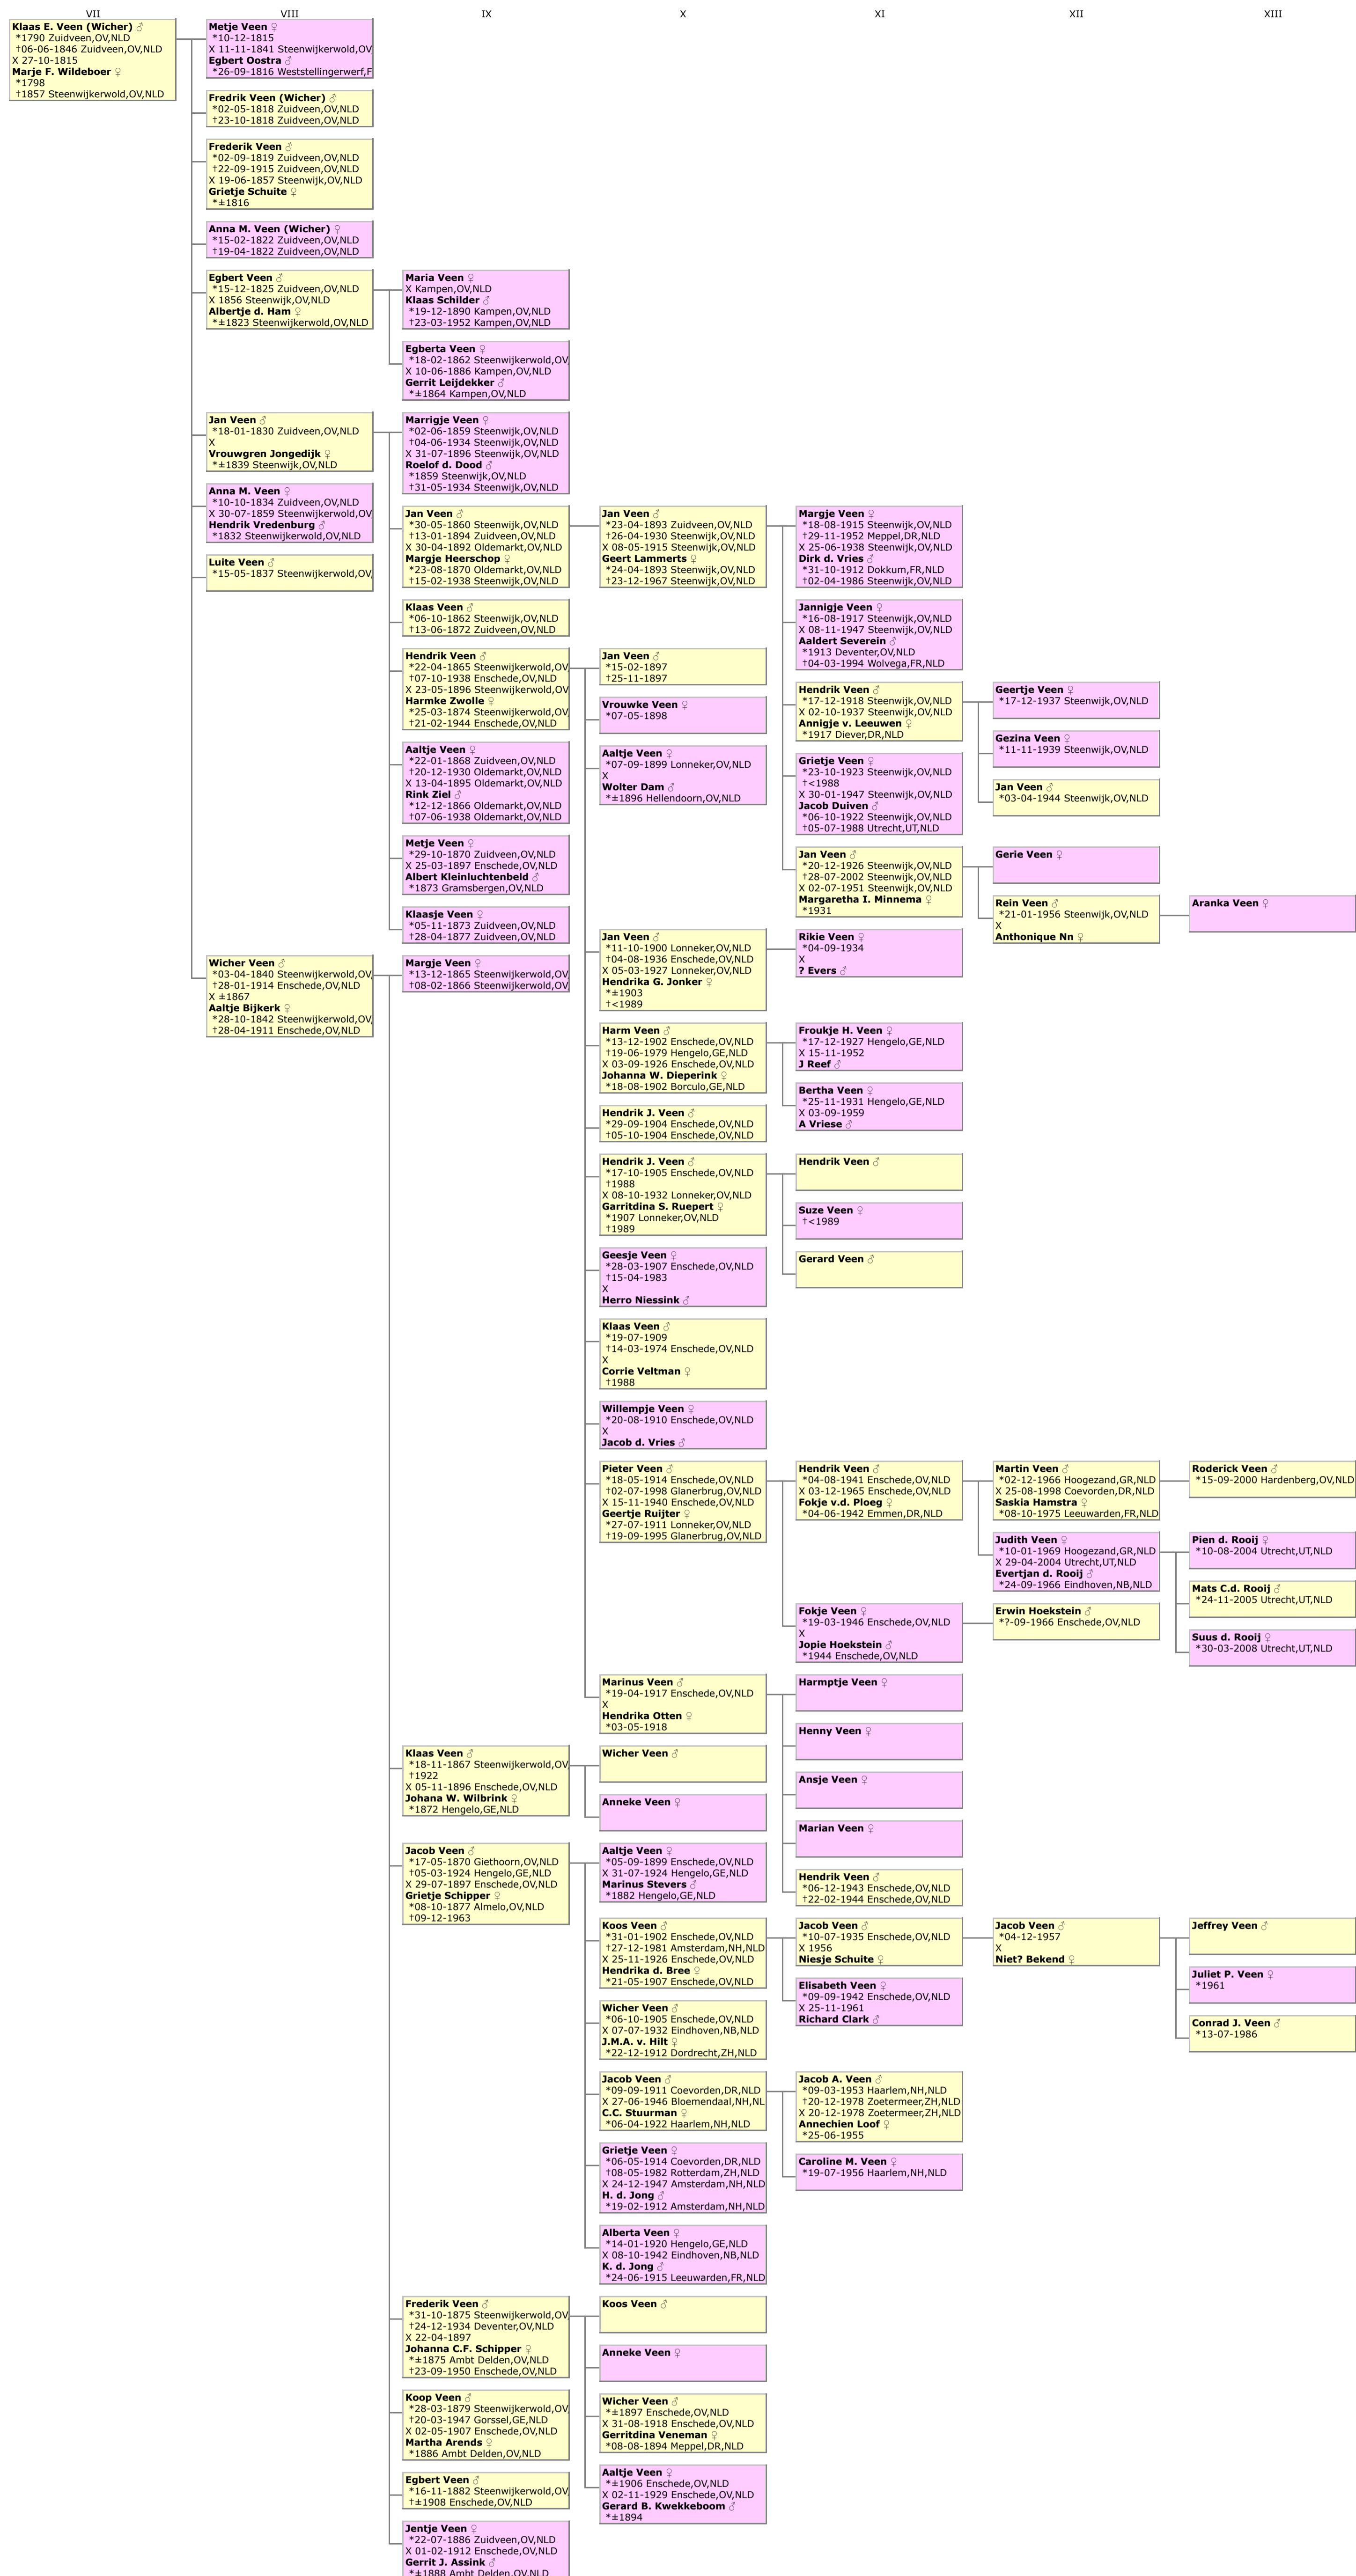 VII
VIII
IX
X
XI
XII
XIII
Klaas E. Veen (Wicher) ♂
*1790 Zuidveen,OV,NLD
†06-06-1846 Zuidveen,OV,NLD
X 27-10-1815
Marje F. Wildeboer ♀
*1798
†1857 Steenwijkerwold,OV,NLD
Metje Veen ♀
*10-12-1815
X 11-11-1841 Steenwijkerwold,OV
Egbert Oostra ♂
*26-09-1816 Weststellingerwerf,F
Fredrik Veen (Wicher) ♂
*02-05-1818 Zuidveen,OV,NLD
†23-10-1818 Zuidveen,OV,NLD
Frederik Veen ♂
*02-09-1819 Zuidveen,OV,NLD
†22-09-1915 Zuidveen,OV,NLD
X 19-06-1857 Steenwijk,OV,NLD
Grietje Schuite ♀
*±1816
Anna M. Veen (Wicher) ♀
*15-02-1822 Zuidveen,OV,NLD
†19-04-1822 Zuidveen,OV,NLD
Egbert Veen ♂
*15-12-1825 Zuidveen,OV,NLD
X 1856 Steenwijk,OV,NLD
Albertje d. Ham ♀
*±1823 Steenwijkerwold,OV,NLD
Jan Veen ♂
*18-01-1830 Zuidveen,OV,NLD
X
Vrouwgren Jongedijk ♀
*±1839 Steenwijk,OV,NLD
Anna M. Veen ♀
*10-10-1834 Zuidveen,OV,NLD
X 30-07-1859 Steenwijkerwold,OV
Hendrik Vredenburg ♂
*1832 Steenwijkerwold,OV,NLD
Luite Veen ♂
*15-05-1837 Steenwijkerwold,OV,
Wicher Veen ♂
*03-04-1840 Steenwijkerwold,OV,
†28-01-1914 Enschede,OV,NLD
X ±1867
Aaltje Bijkerk ♀
*28-10-1842 Steenwijkerwold,OV,
†28-04-1911 Enschede,OV,NLD
Maria Veen ♀
X Kampen,OV,NLD
Klaas Schilder ♂
*19-12-1890 Kampen,OV,NLD
†23-03-1952 Kampen,OV,NLD
Egberta Veen ♀
*18-02-1862 Steenwijkerwold,OV,
X 10-06-1886 Kampen,OV,NLD
Gerrit Leijdekker ♂
*±1864 Kampen,OV,NLD
Marrigje Veen ♀
*02-06-1859 Steenwijk,OV,NLD
†04-06-1934 Steenwijk,OV,NLD
X 31-07-1896 Steenwijk,OV,NLD
Roelof d. Dood ♂
*1859 Steenwijk,OV,NLD
†31-05-1934 Steenwijk,OV,NLD
Jan Veen ♂
*30-05-1860 Steenwijk,OV,NLD
†13-01-1894 Zuidveen,OV,NLD
X 30-04-1892 Oldemarkt,OV,NLD
Margje Heerschop ♀
*23-08-1870 Oldemarkt,OV,NLD
†15-02-1938 Steenwijk,OV,NLD
Klaas Veen ♂
*06-10-1862 Steenwijk,OV,NLD
†13-06-1872 Zuidveen,OV,NLD
Hendrik Veen ♂
*22-04-1865 Steenwijkerwold,OV,
†07-10-1938 Enschede,OV,NLD
X 23-05-1896 Steenwijkerwold,OV
Harmke Zwolle ♀
*25-03-1874 Steenwijkerwold,OV,
†21-02-1944 Enschede,OV,NLD
Aaltje Veen ♀
*22-01-1868 Zuidveen,OV,NLD
†20-12-1930 Oldemarkt,OV,NLD
X 13-04-1895 Oldemarkt,OV,NLD
Rink Ziel ♂
*12-12-1866 Oldemarkt,OV,NLD
†07-06-1938 Oldemarkt,OV,NLD
Metje Veen ♀
*29-10-1870 Zuidveen,OV,NLD
X 25-03-1897 Enschede,OV,NLD
Albert Kleinluchtenbeld ♂
*1873 Gramsbergen,OV,NLD
Klaasje Veen ♀
*05-11-1873 Zuidveen,OV,NLD
†28-04-1877 Zuidveen,OV,NLD
Margje Veen ♀
*13-12-1865 Steenwijkerwold,OV,
†08-02-1866 Steenwijkerwold,OV,
Klaas Veen ♂
*18-11-1867 Steenwijkerwold,OV,
†1922
X 05-11-1896 Enschede,OV,NLD
Johana W. Wilbrink ♀
*1872 Hengelo,GE,NLD
Jacob Veen ♂
*17-05-1870 Giethoorn,OV,NLD
†05-03-1924 Hengelo,GE,NLD
X 29-07-1897 Enschede,OV,NLD
Grietje Schipper ♀
*08-10-1877 Almelo,OV,NLD
†09-12-1963
Frederik Veen ♂
*31-10-1875 Steenwijkerwold,OV,
†24-12-1934 Deventer,OV,NLD
X 22-04-1897
Johanna C.F. Schipper ♀
*±1875 Ambt Delden,OV,NLD
†23-09-1950 Enschede,OV,NLD
Koop Veen ♂
*28-03-1879 Steenwijkerwold,OV,
†20-03-1947 Gorssel,GE,NLD
X 02-05-1907 Enschede,OV,NLD
Martha Arends ♀
*1886 Ambt Delden,OV,NLD
Egbert Veen ♂
*16-11-1882 Steenwijkerwold,OV,
†±1908 Enschede,OV,NLD
Jentje Veen ♀
*22-07-1886 Zuidveen,OV,NLD
X 01-02-1912 Enschede,OV,NLD
Gerrit J. Assink ♂
*±1888 Ambt Delden,OV,NLD
Jan Veen ♂
*23-04-1893 Zuidveen,OV,NLD
†26-04-1930 Steenwijk,OV,NLD
X 08-05-1915 Steenwijk,OV,NLD
Geert Lammerts ♀
*24-04-1893 Steenwijk,OV,NLD
†23-12-1967 Steenwijk,OV,NLD
Jan Veen ♂
*15-02-1897
†25-11-1897
Vrouwke Veen ♀
*07-05-1898
Aaltje Veen ♀
*07-09-1899 Lonneker,OV,NLD
X
Wolter Dam ♂
*±1896 Hellendoorn,OV,NLD
Jan Veen ♂
*11-10-1900 Lonneker,OV,NLD
†04-08-1936 Enschede,OV,NLD
X 05-03-1927 Lonneker,OV,NLD
Hendrika G. Jonker ♀
*±1903
†<1989
Harm Veen ♂
*13-12-1902 Enschede,OV,NLD
†19-06-1979 Hengelo,GE,NLD
X 03-09-1926 Enschede,OV,NLD
Johanna W. Dieperink ♀
*18-08-1902 Borculo,GE,NLD
Hendrik J. Veen ♂
*29-09-1904 Enschede,OV,NLD
†05-10-1904 Enschede,OV,NLD
Hendrik J. Veen ♂
*17-10-1905 Enschede,OV,NLD
†1988
X 08-10-1932 Lonneker,OV,NLD
Garritdina S. Ruepert ♀
*1907 Lonneker,OV,NLD
†1989
Geesje Veen ♀
*28-03-1907 Enschede,OV,NLD
†15-04-1983
X
Herro Niessink ♂
Klaas Veen ♂
*19-07-1909
†14-03-1974 Enschede,OV,NLD
X
Corrie Veltman ♀
†1988
Willempje Veen ♀
*20-08-1910 Enschede,OV,NLD
X
Jacob d. Vries ♂
Pieter Veen ♂
*18-05-1914 Enschede,OV,NLD
†02-07-1998 Glanerbrug,OV,NLD
X 15-11-1940 Enschede,OV,NLD
Geertje Ruijter ♀
*27-07-1911 Lonneker,OV,NLD
†19-09-1995 Glanerbrug,OV,NLD
Marinus Veen ♂
*19-04-1917 Enschede,OV,NLD
X
Hendrika Otten ♀
*03-05-1918
Wicher Veen ♂
Anneke Veen ♀
Aaltje Veen ♀
*05-09-1899 Enschede,OV,NLD
X 31-07-1924 Hengelo,GE,NLD
Marinus Stevers ♂
*1882 Hengelo,GE,NLD
Koos Veen ♂
*31-01-1902 Enschede,OV,NLD
†27-12-1981 Amsterdam,NH,NLD
X 25-11-1926 Enschede,OV,NLD
Hendrika d. Bree ♀
*21-05-1907 Enschede,OV,NLD
Wicher Veen ♂
*06-10-1905 Enschede,OV,NLD
X 07-07-1932 Eindhoven,NB,NLD
J.M.A. v. Hilt ♀
*22-12-1912 Dordrecht,ZH,NLD
Jacob Veen ♂
*09-09-1911 Coevorden,DR,NLD
X 27-06-1946 Bloemendaal,NH,NL
C.C. Stuurman ♀
*06-04-1922 Haarlem,NH,NLD
Grietje Veen ♀
*06-05-1914 Coevorden,DR,NLD
†08-05-1982 Rotterdam,ZH,NLD
X 24-12-1947 Amsterdam,NH,NLD
H. d. Jong ♂
*19-02-1912 Amsterdam,NH,NLD
Alberta Veen ♀
*14-01-1920 Hengelo,GE,NLD
X 08-10-1942 Eindhoven,NB,NLD
K. d. Jong ♂
*24-06-1915 Leeuwarden,FR,NLD
Koos Veen ♂
Anneke Veen ♀
Wicher Veen ♂
*±1897 Enschede,OV,NLD
X 31-08-1918 Enschede,OV,NLD
Gerritdina Veneman ♀
*08-08-1894 Meppel,DR,NLD
Aaltje Veen ♀
*±1906 Enschede,OV,NLD
X 02-11-1929 Enschede,OV,NLD
Gerard B. Kwekkeboom ♂
*±1894
Margje Veen ♀
*18-08-1915 Steenwijk,OV,NLD
†29-11-1952 Meppel,DR,NLD
X 25-06-1938 Steenwijk,OV,NLD
Dirk d. Vries ♂
*31-10-1912 Dokkum,FR,NLD
†02-04-1986 Steenwijk,OV,NLD
Jannigje Veen ♀
*16-08-1917 Steenwijk,OV,NLD
X 08-11-1947 Steenwijk,OV,NLD
Aaldert Severein ♂
*1913 Deventer,OV,NLD
†04-03-1994 Wolvega,FR,NLD
Hendrik Veen ♂
*17-12-1918 Steenwijk,OV,NLD
X 02-10-1937 Steenwijk,OV,NLD
Annigje v. Leeuwen ♀
*1917 Diever,DR,NLD
Grietje Veen ♀
*23-10-1923 Steenwijk,OV,NLD
†<1988
X 30-01-1947 Steenwijk,OV,NLD
Jacob Duiven ♂
*06-10-1922 Steenwijk,OV,NLD
†05-07-1988 Utrecht,UT,NLD
Jan Veen ♂
*20-12-1926 Steenwijk,OV,NLD
†28-07-2002 Steenwijk,OV,NLD
X 02-07-1951 Steenwijk,OV,NLD
Margaretha I. Minnema ♀
*1931
Rikie Veen ♀
*04-09-1934
X
? Evers ♂
Froukje H. Veen ♀
*17-12-1927 Hengelo,GE,NLD
X 15-11-1952
J Reef ♂
Bertha Veen ♀
*25-11-1931 Hengelo,GE,NLD
X 03-09-1959
A Vriese ♂
Hendrik Veen ♂
Suze Veen ♀
†<1989
Gerard Veen ♂
Hendrik Veen ♂
*04-08-1941 Enschede,OV,NLD
X 03-12-1965 Enschede,OV,NLD
Fokje v.d. Ploeg ♀
*04-06-1942 Emmen,DR,NLD
Fokje Veen ♀
*19-03-1946 Enschede,OV,NLD
X
Jopie Hoekstein ♂
*1944 Enschede,OV,NLD
Harmptje Veen ♀
Henny Veen ♀
Ansje Veen ♀
Marian Veen ♀
Hendrik Veen ♂
*06-12-1943 Enschede,OV,NLD
†22-02-1944 Enschede,OV,NLD
Jacob Veen ♂
*10-07-1935 Enschede,OV,NLD
X 1956
Niesje Schuite ♀
Elisabeth Veen ♀
*09-09-1942 Enschede,OV,NLD
X 25-11-1961
Richard Clark ♂
Jacob A. Veen ♂
*09-03-1953 Haarlem,NH,NLD
†20-12-1978 Zoetermeer,ZH,NLD
X 20-12-1978 Zoetermeer,ZH,NLD
Annechien Loof ♀
*25-06-1955
Caroline M. Veen ♀
*19-07-1956 Haarlem,NH,NLD
Geertje Veen ♀
*17-12-1937 Steenwijk,OV,NLD
Gezina Veen ♀
*11-11-1939 Steenwijk,OV,NLD
Jan Veen ♂
*03-04-1944 Steenwijk,OV,NLD
Gerie Veen ♀
Rein Veen ♂
*21-01-1956 Steenwijk,OV,NLD
X
Anthonique Nn ♀
Martin Veen ♂
*02-12-1966 Hoogezand,GR,NLD
X 25-08-1998 Coevorden,DR,NLD
Saskia Hamstra ♀
*08-10-1975 Leeuwarden,FR,NLD
Judith Veen ♀
*10-01-1969 Hoogezand,GR,NLD
X 29-04-2004 Utrecht,UT,NLD
Evertjan d. Rooij ♂
*24-09-1966 Eindhoven,NB,NLD
Erwin Hoekstein ♂
*?-09-1966 Enschede,OV,NLD
Jacob Veen ♂
*04-12-1957
X
Niet? Bekend ♀
Aranka Veen ♀
Roderick Veen ♂
*15-09-2000 Hardenberg,OV,NLD
Pien d. Rooij ♀
*10-08-2004 Utrecht,UT,NLD
Mats C.d. Rooij ♂
*24-11-2005 Utrecht,UT,NLD
Suus d. Rooij ♀
*30-03-2008 Utrecht,UT,NLD
Jeffrey Veen ♂
Juliet P. Veen ♀
*1961
Conrad J. Veen ♂
*13-07-1986